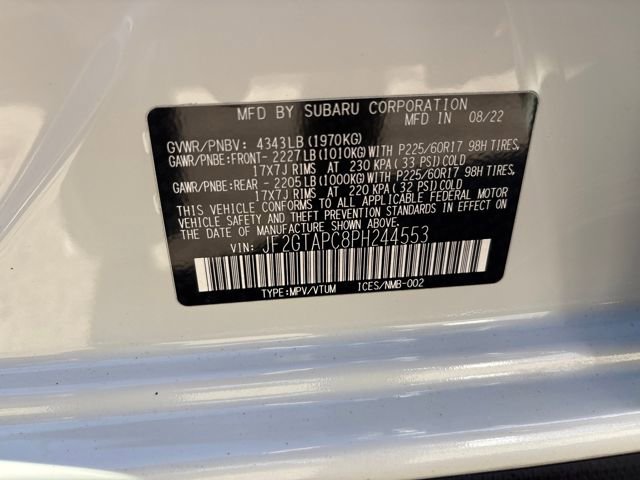 MFD BY SUBARU CORPORATION MFD IN 08/22
GVWR/PNBV: 4343LB (1970KG)
GAWR/PNBE:FRONT- 2227LB(1010KG)WITH P225/60R17 98H TIRES,
17X7J RIMS AT 230 KPA (33 PSI)COLD
GAWR/PNBE:REAR - 2205LB(1000KG)WITH P225/60R17 98H TIRES,
17X7J RIMS AT 220 KPA (32 PSI)COLD
THIS VEHICLE CONFORMS TO ALL APPLICABLE FEDERAL MOTOR
VEHICLE SAFETY AND THEFT PREVENTION STANDARDS IN EFFECT ON
THE DATE OF MANUFACTURE SHOWN ABOVE.
VIN: JF2GTAPC8PH244553
TYPE:MPV/VTUM ICES/NMB-002